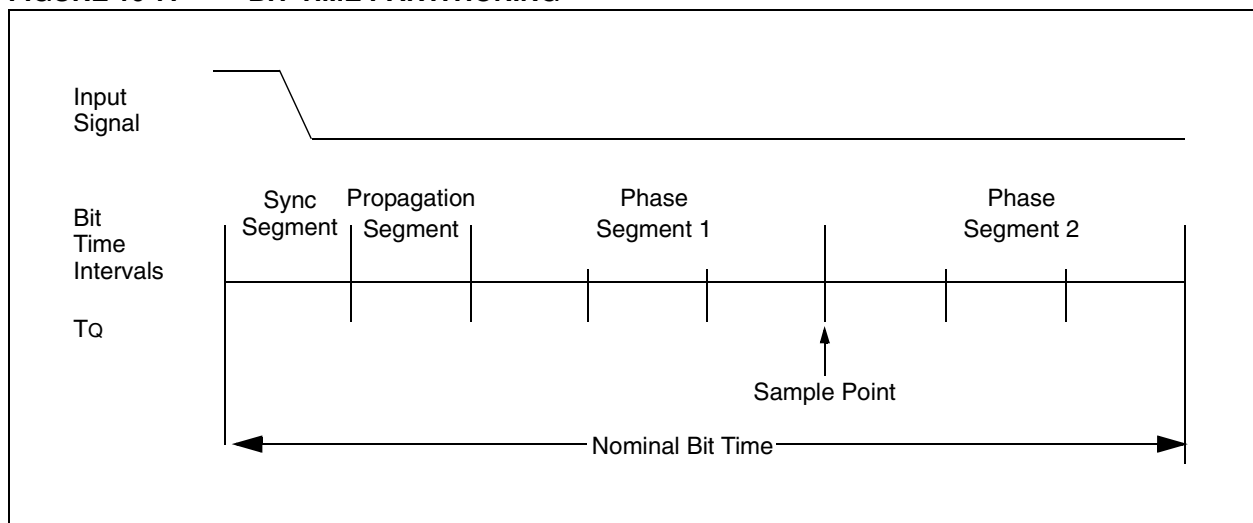 Input
Signal
Sync
Segment
Propagation
Segment
Phase
Segment 1
Phase
Segment 2
Bit
Time
Intervals
TQ
Sample Point
Nominal Bit Time